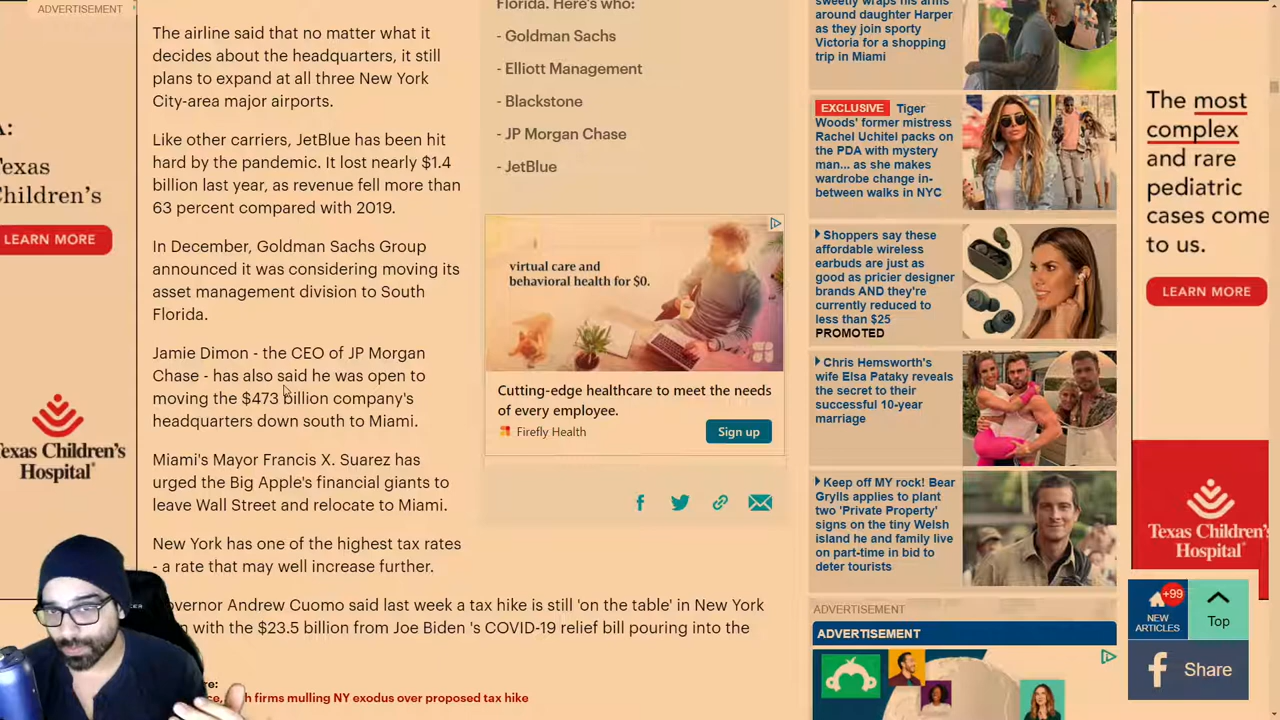 ADVERTISEMENT
The airline said that no matter what it
decides about the headquarters, it still
plans to expand at all three New York
City-area major airports.
Like other carriers, JetBlue has been hit
hard by the pandemic. It lost nearly $1.4
billion last year, as revenue fell more than
63 percent compared with 2019.
In December, Goldman Sachs Group
announced it was considering moving its
asset management division to South
Florida.
Jamie Dimon - the CEO of JP Morgan
Chase - has also said he was open to
moving the $473 billion company's
headquarters down south to Miami.
Miami's Mayor Francis X. Suarez has
urged the Big Apple's financial giants to
leave Wall Street and relocate to Miami.
New York has one of the highest tax rates
- a rate that may well increase further.
overnor Andrew Cuomo said last week a tax hike is still 'on the table' in New York
with the $23.5 billion from Joe Biden's COVID-19 relief bill pouring into the
firms mulling NY exodus over proposed tax hike
Florida. Here's who:
- Goldman Sachs
- Elliott Management
- Blackstone
- JP Morgan Chase
- JetBlue
virtual care and
behavioral health for $0.
Cutting-edge healthcare to meet the needs
of every employee.
Firefly Health
Sign up
sweetly wraps his arms
around daughter Harper
as they join sporty
Victoria for a shopping
trip in Miami
EXCLUSIVE Tiger
Woods' former mistress
Rachel Uchitel packs on
the PDA with mystery
man... as she makes
wardrobe change in-
between walks in NYC
Shoppers say these
affordable wireless
earbuds are just as
good as pricier designer
brands AND they're
currently reduced to
less than $25
PROMOTED
Chris Hemsworth's
wife Elsa Pataky reveals
the secret to their
successful 10-year
marriage
Keep off MY rock! Bear
Grylls applies to plant
two 'Private Property'
signs on the tiny Welsh
island he and family live
on part-time in bid to
deter tourists
ADVERTISEMENT
ADVERTISEMENT
A:
Texas
Children's
LEARN MORE
Texas Children's
Hospital
The most
complex
and rare
pediatric
cases come
to us.
LEARN MORE
Texas Children's
Hospital
+99
NEW
ARTICLES
Top
Share